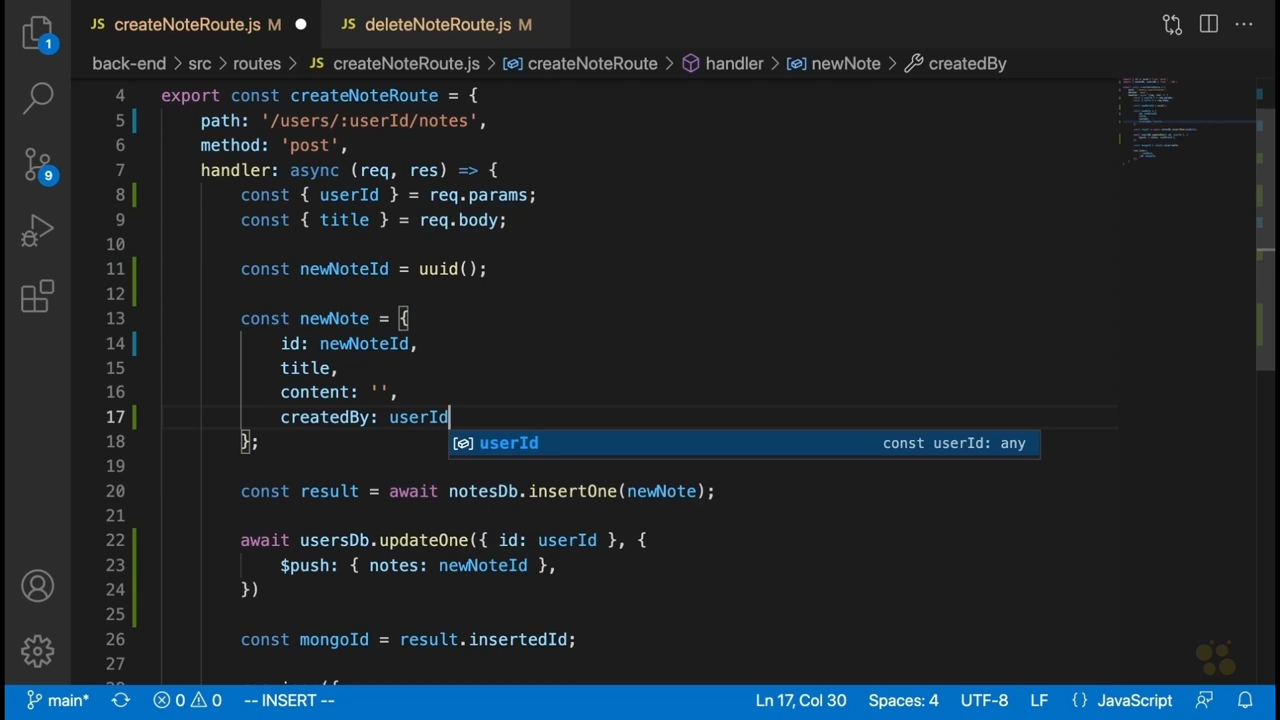 JS createNoteRoute.js M
JS deleteNoteRoute.js M
back-end > src > routes > JS createNoteRoute.js > createNoteRoute > handler > newNote > createdBy
1
9
4 export const createNoteRoute = {
5 path: '/users/:userId/notes',
6 method: 'post',
7 handler: async (req, res) => {
8 const { userId } = req.params;
9 const { title } = req.body;
10
11 const newNoteId = uuid();
12
13 const newNote = {
14 id: newNoteId,
15 title,
16 content: '',
17 createdBy: userId
userId const userId: any
18 };
19
20 const result = await notesDb.insertOne(newNote);
21
22 await usersDb.updateOne({ id: userId }, {
23 $push: { notes: newNoteId },
24 })
25
26 const mongoId = result.insertedId;
27
main* 0 0 -- INSERT -- Ln 17, Col 30 Spaces: 4 UTF-8 LF {} JavaScript